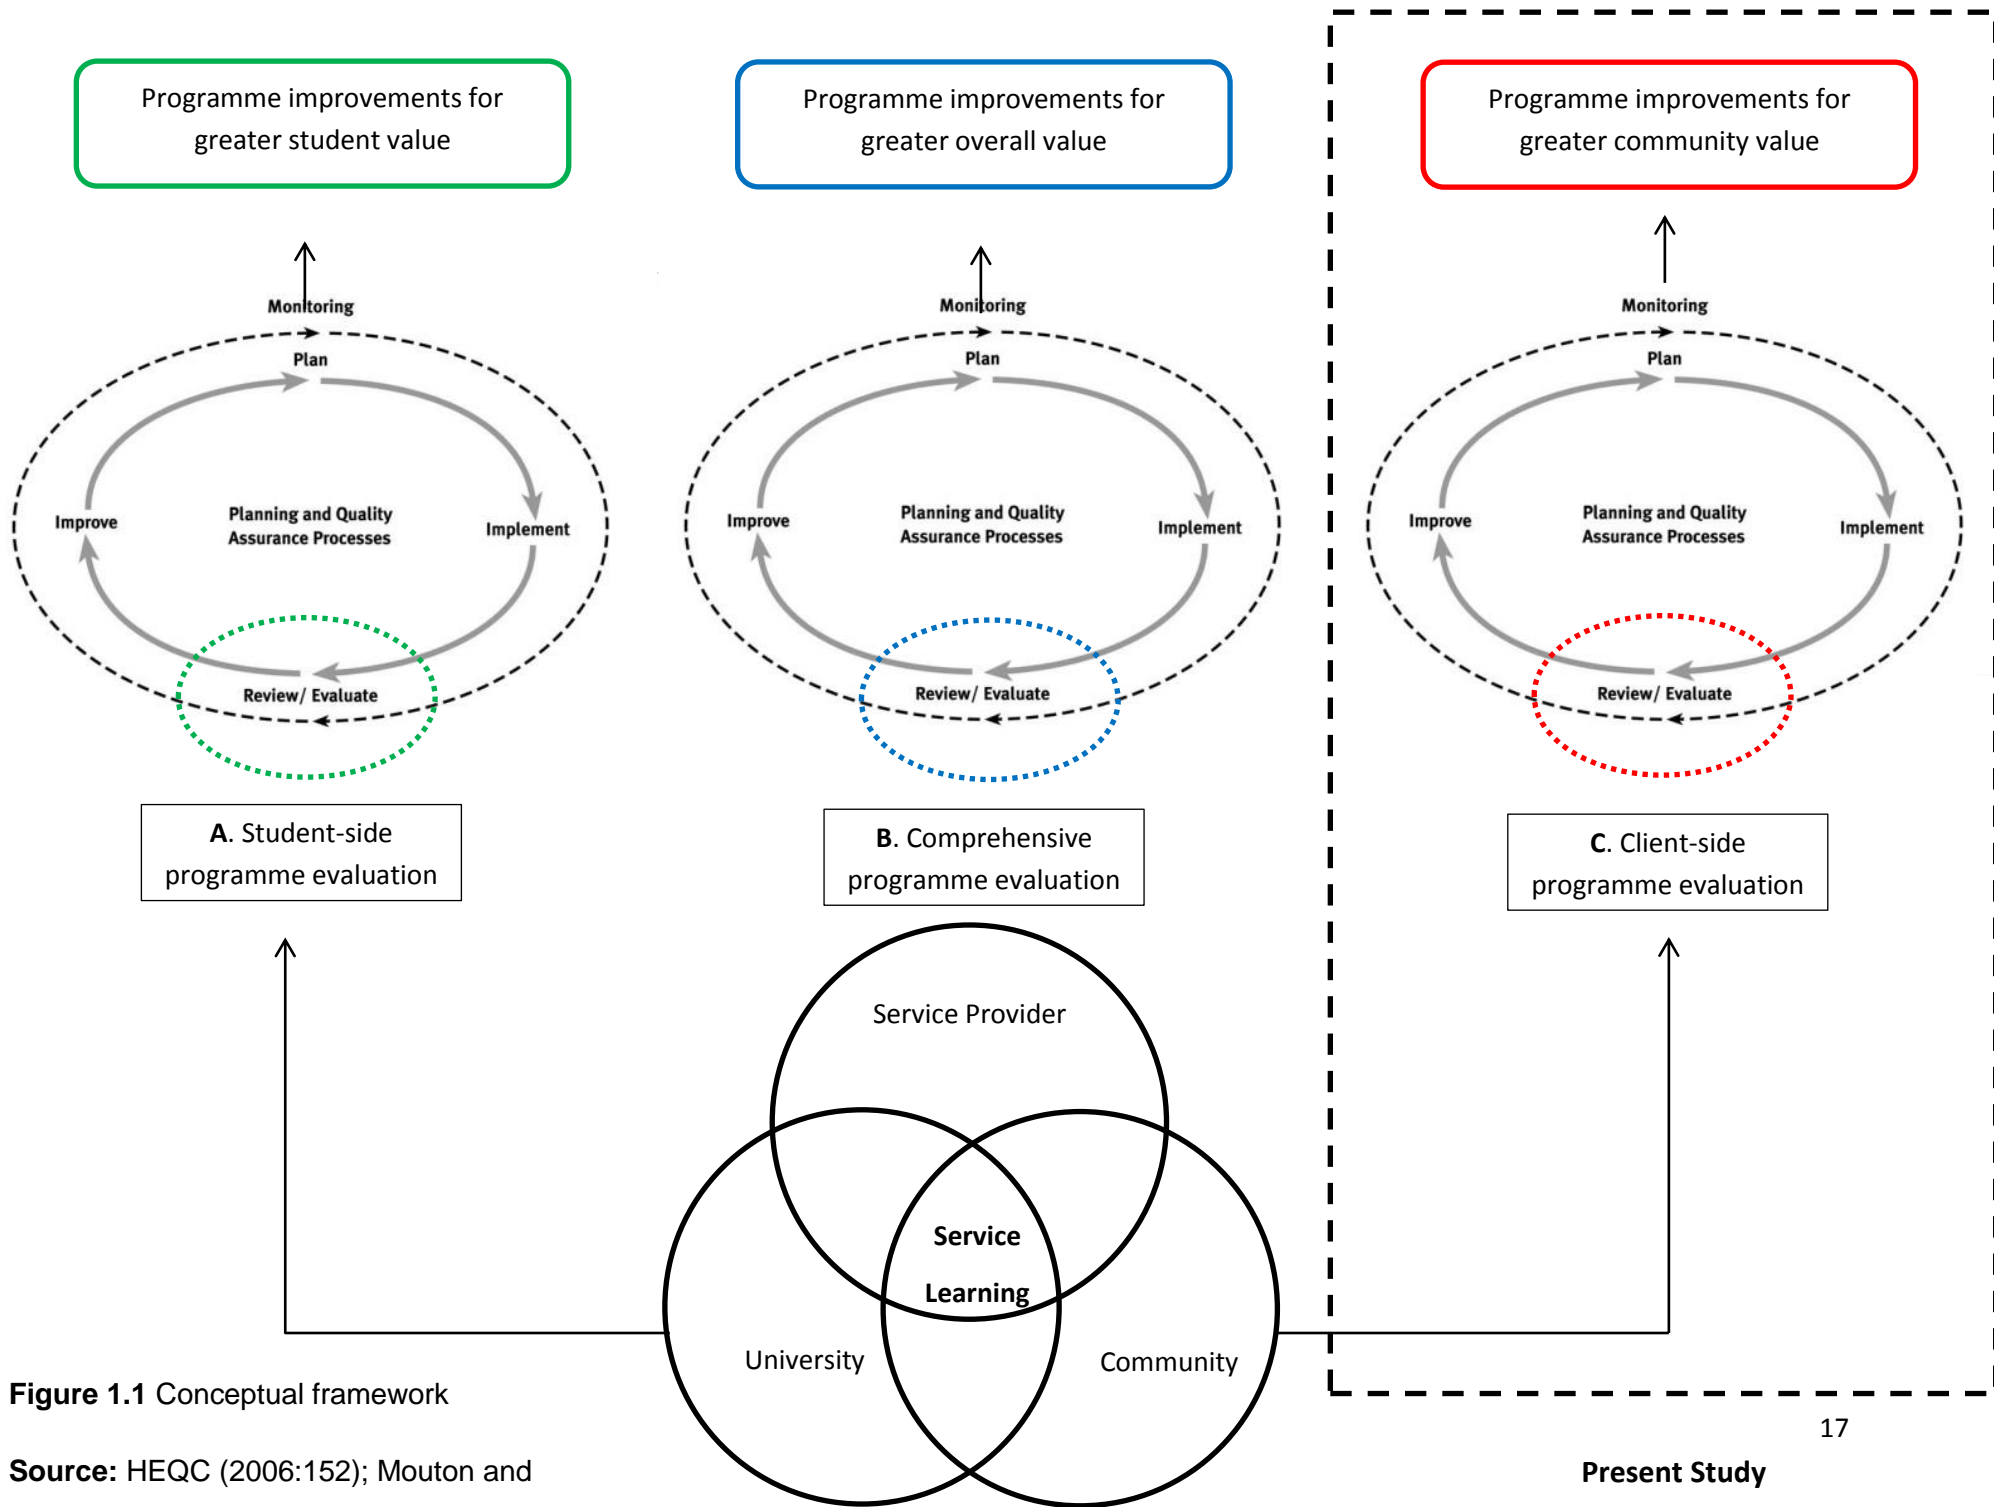 Programme improvements for
greater student value
Programme improvements for
greater overall value
Programme improvements for
greater community value
Monitoring
Plan
Improve
Planning and Quality
Assurance Processes
Implement
Review/ Evaluate
Monitoring
Plan
Improve
Planning and Quality
Assurance Processes
Implement
Review/ Evaluate
Monitoring
Plan
Improve
Planning and Quality
Assurance Processes
Implement
Review/ Evaluate
A. Student-side
programme evaluation
B. Comprehensive
programme evaluation
C. Client-side
programme evaluation
Service Provider
Service
Learning
University
Community
Figure 1.1 Conceptual framework
Source: HEQC (2006:152); Mouton and
17
Present Study